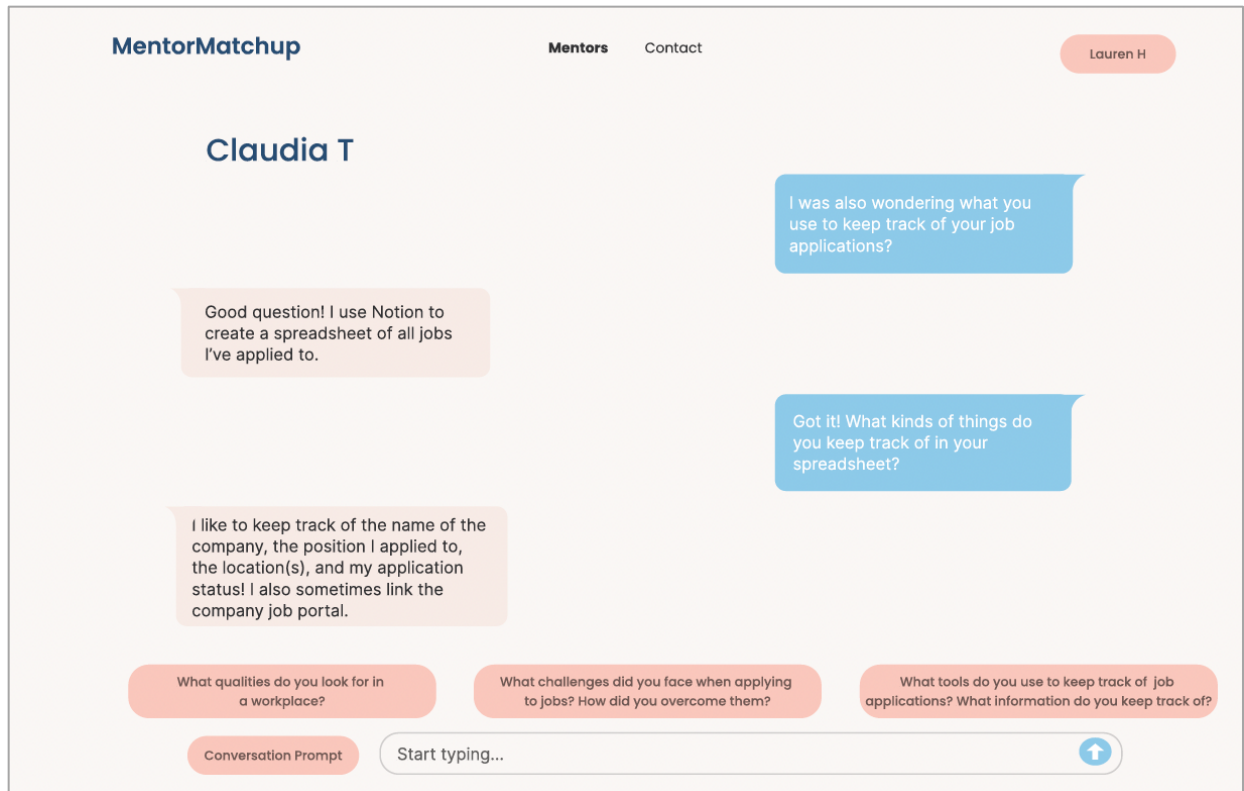 MentorMatchup
Mentors
Contact
Lauren H
Claudia T
I was also wondering what you
use to keep track of your job
applications?
Good question! I use Notion to
create a spreadsheet of all jobs
I've applied to.
Got it! What kinds of things do
you keep track of in your
spreadsheet?
I like to keep track of the name of the
company, the position I applied to,
the location(s), and my application
status! I also sometimes link the
company job portal.
What qualities do you look for in
a workplace?
What challenges did you face when applying
to jobs? How did you overcome them?
What tools do you use to keep track of job
applications? What information do you keep track of?
Conversation Prompt
Start typing...